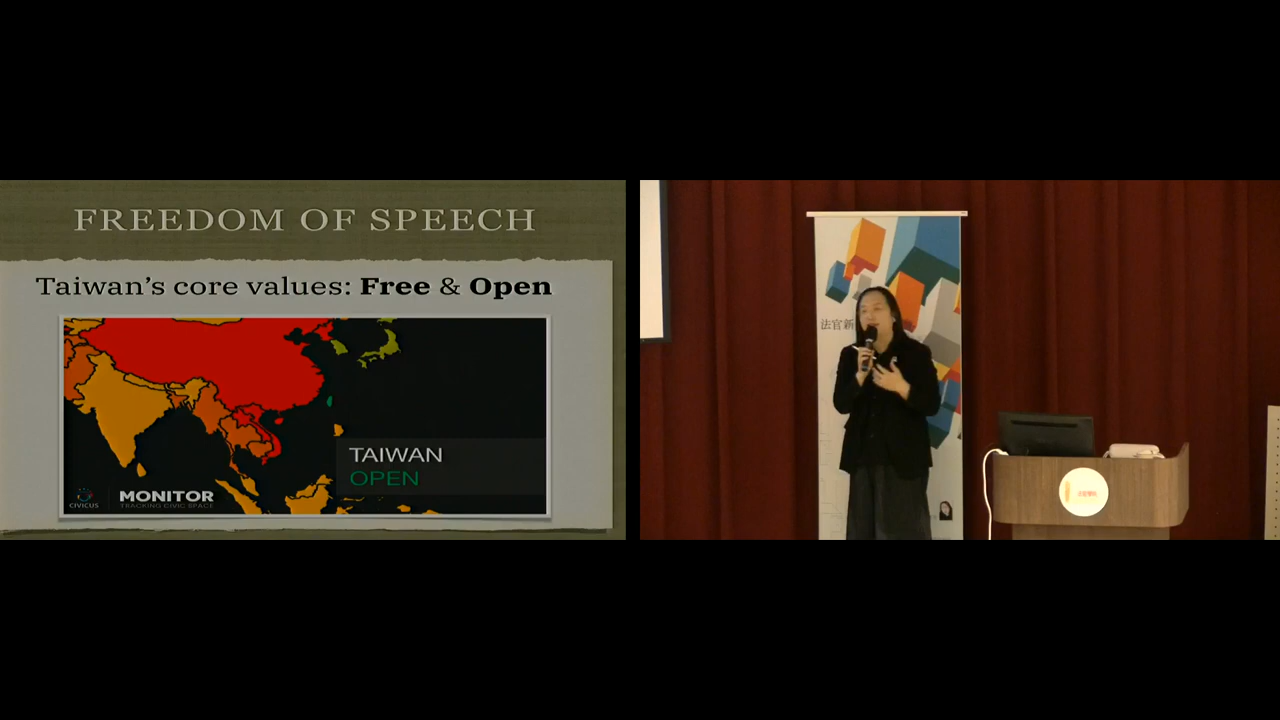 FREEDOM OF SPEECH
Taiwan's core values: Free & Open
TAIWAN
OPEN
CIVICUS
MONITOR
TRACKING CIVIC SPACE
法官新